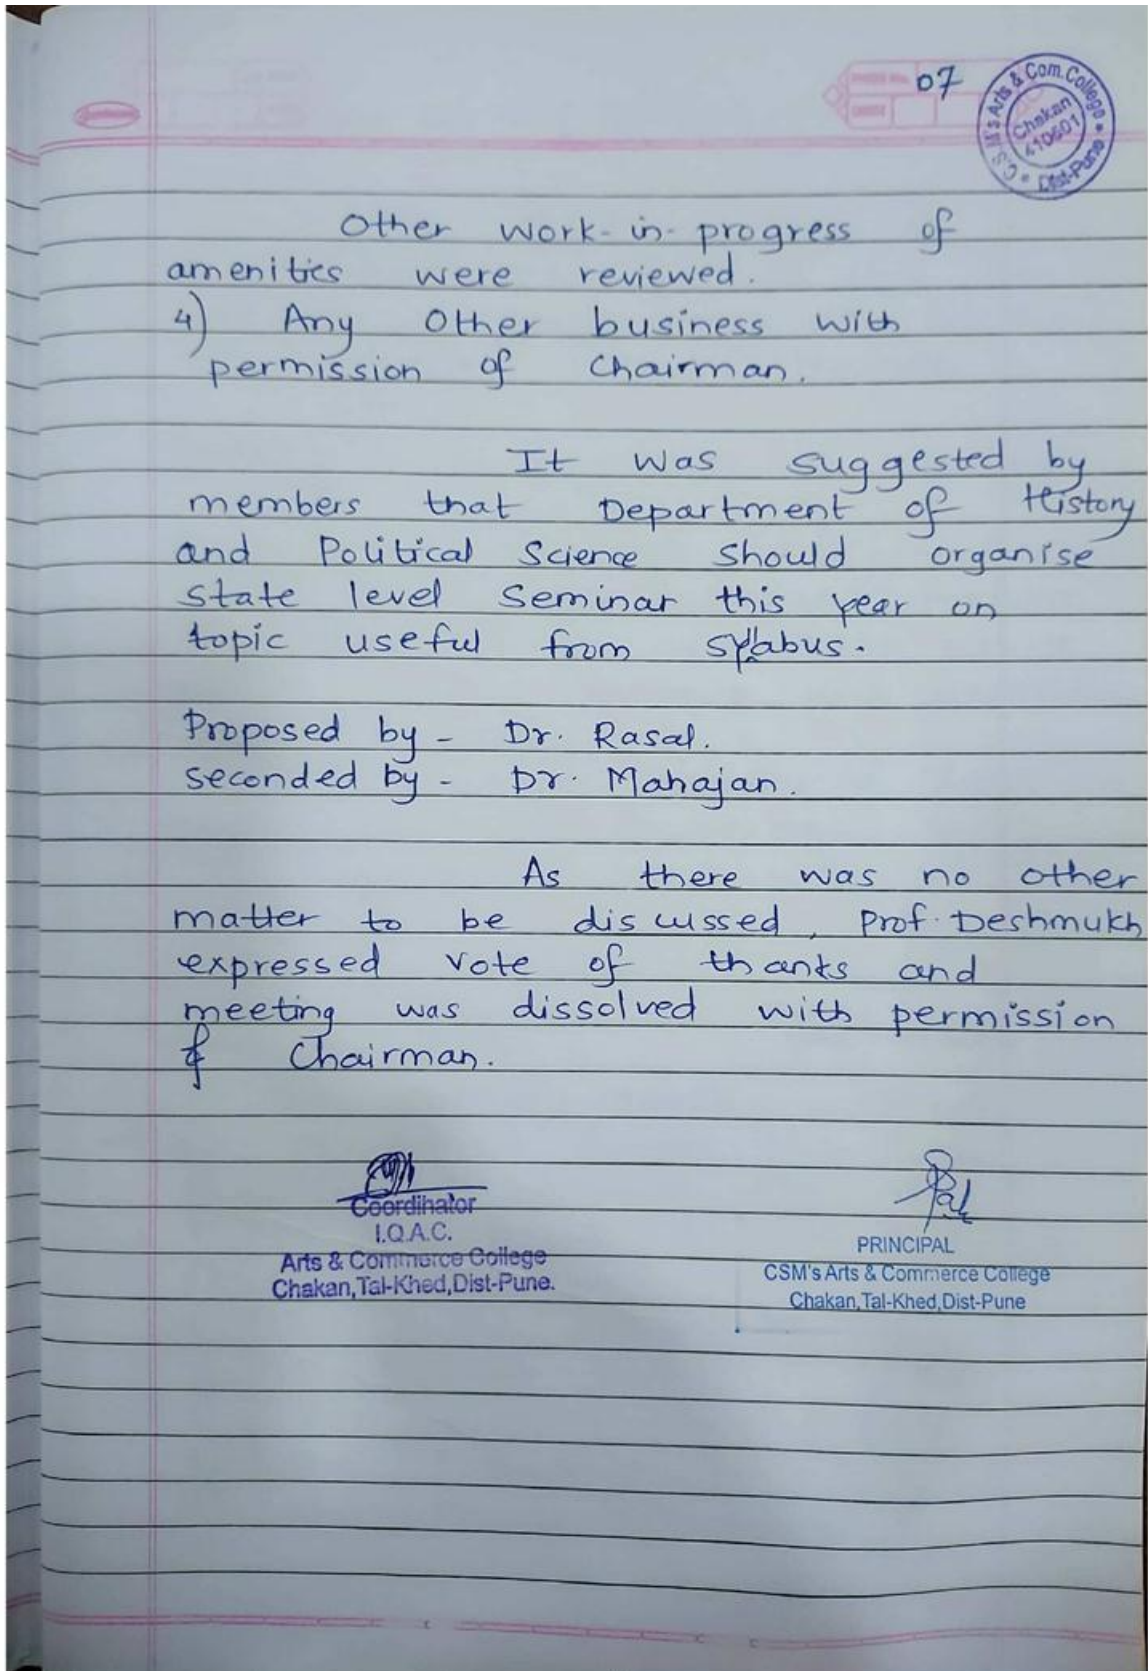 07
C.S.M's Arts & Com. College • Dist-Pune •
Chakan
410501
Other work-in-progress of
amenities were reviewed.
4) Any Other business with
permission of Chairman.
It was suggested by
members that Department of History
and Political Science should organise
state level seminar this year on
topic useful from syllabus.
Proposed by - Dr. Rasal.
seconded by - Dr. Mahajan.
As there was no other
matter to be discussed, Prof. Deshmukh
expressed vote of thanks and
meeting was dissolved with permission
of Chairman.
Coordinator
I.Q.A.C.
Arts & Commerce College
Chakan, Tal-Khed, Dist-Pune.
PRINCIPAL
CSM's Arts & Commerce College
Chakan, Tal-Khed, Dist-Pune